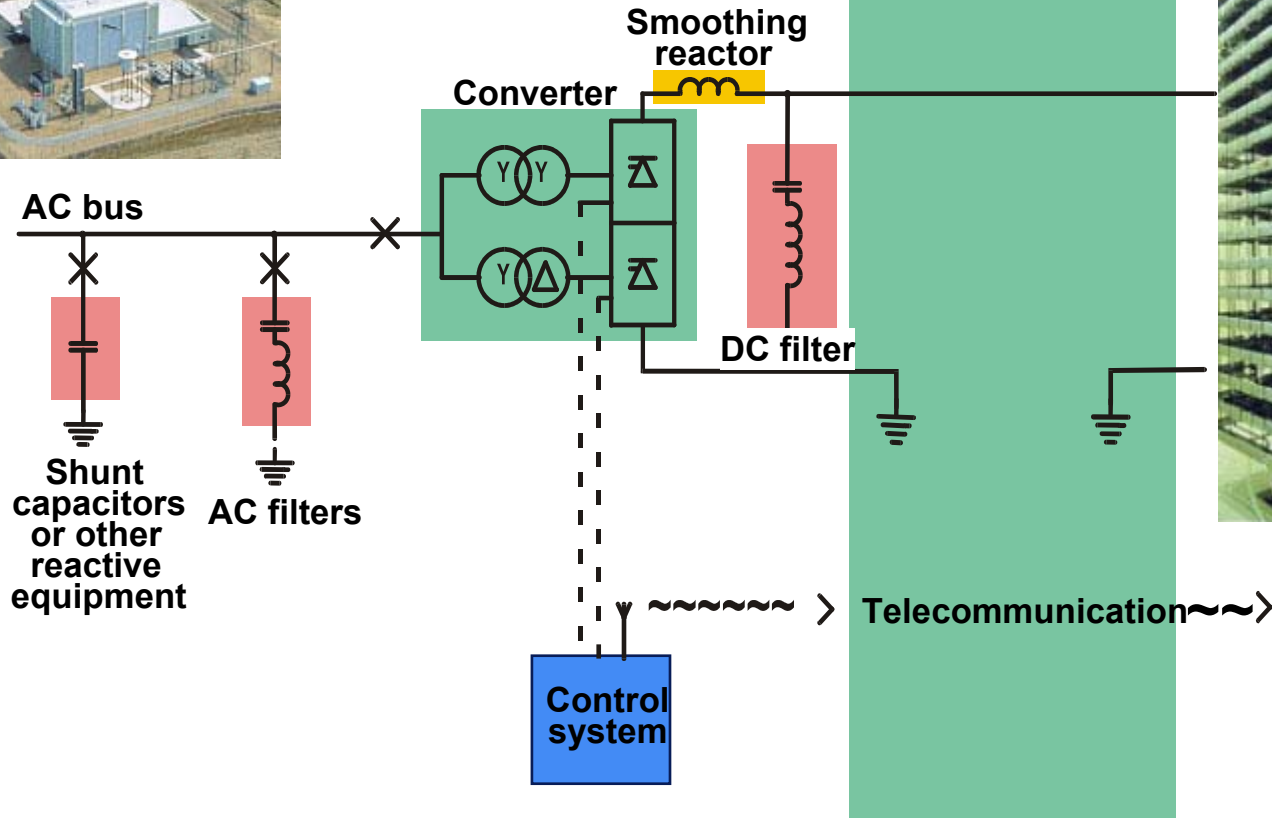 Smoothing
reactor
Converter
Y Y
AC bus
Y Δ
DC filter
Shunt
capacitors
or other
reactive
equipment
AC filters
~~~~~~ > Telecommunication~~>
Control
system